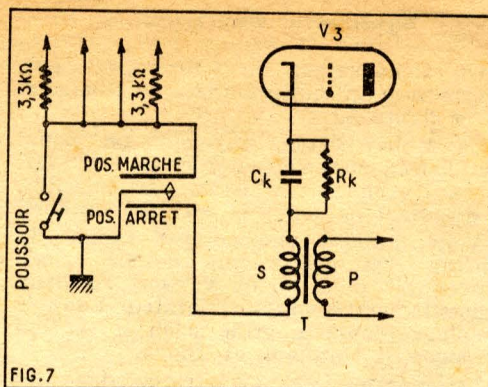 V3
3,3kΩ
3,3kΩ
POS. MARCHE
POS. ARRET
POUSSOIR
Ck
Rk
S
P
T
FIG.7